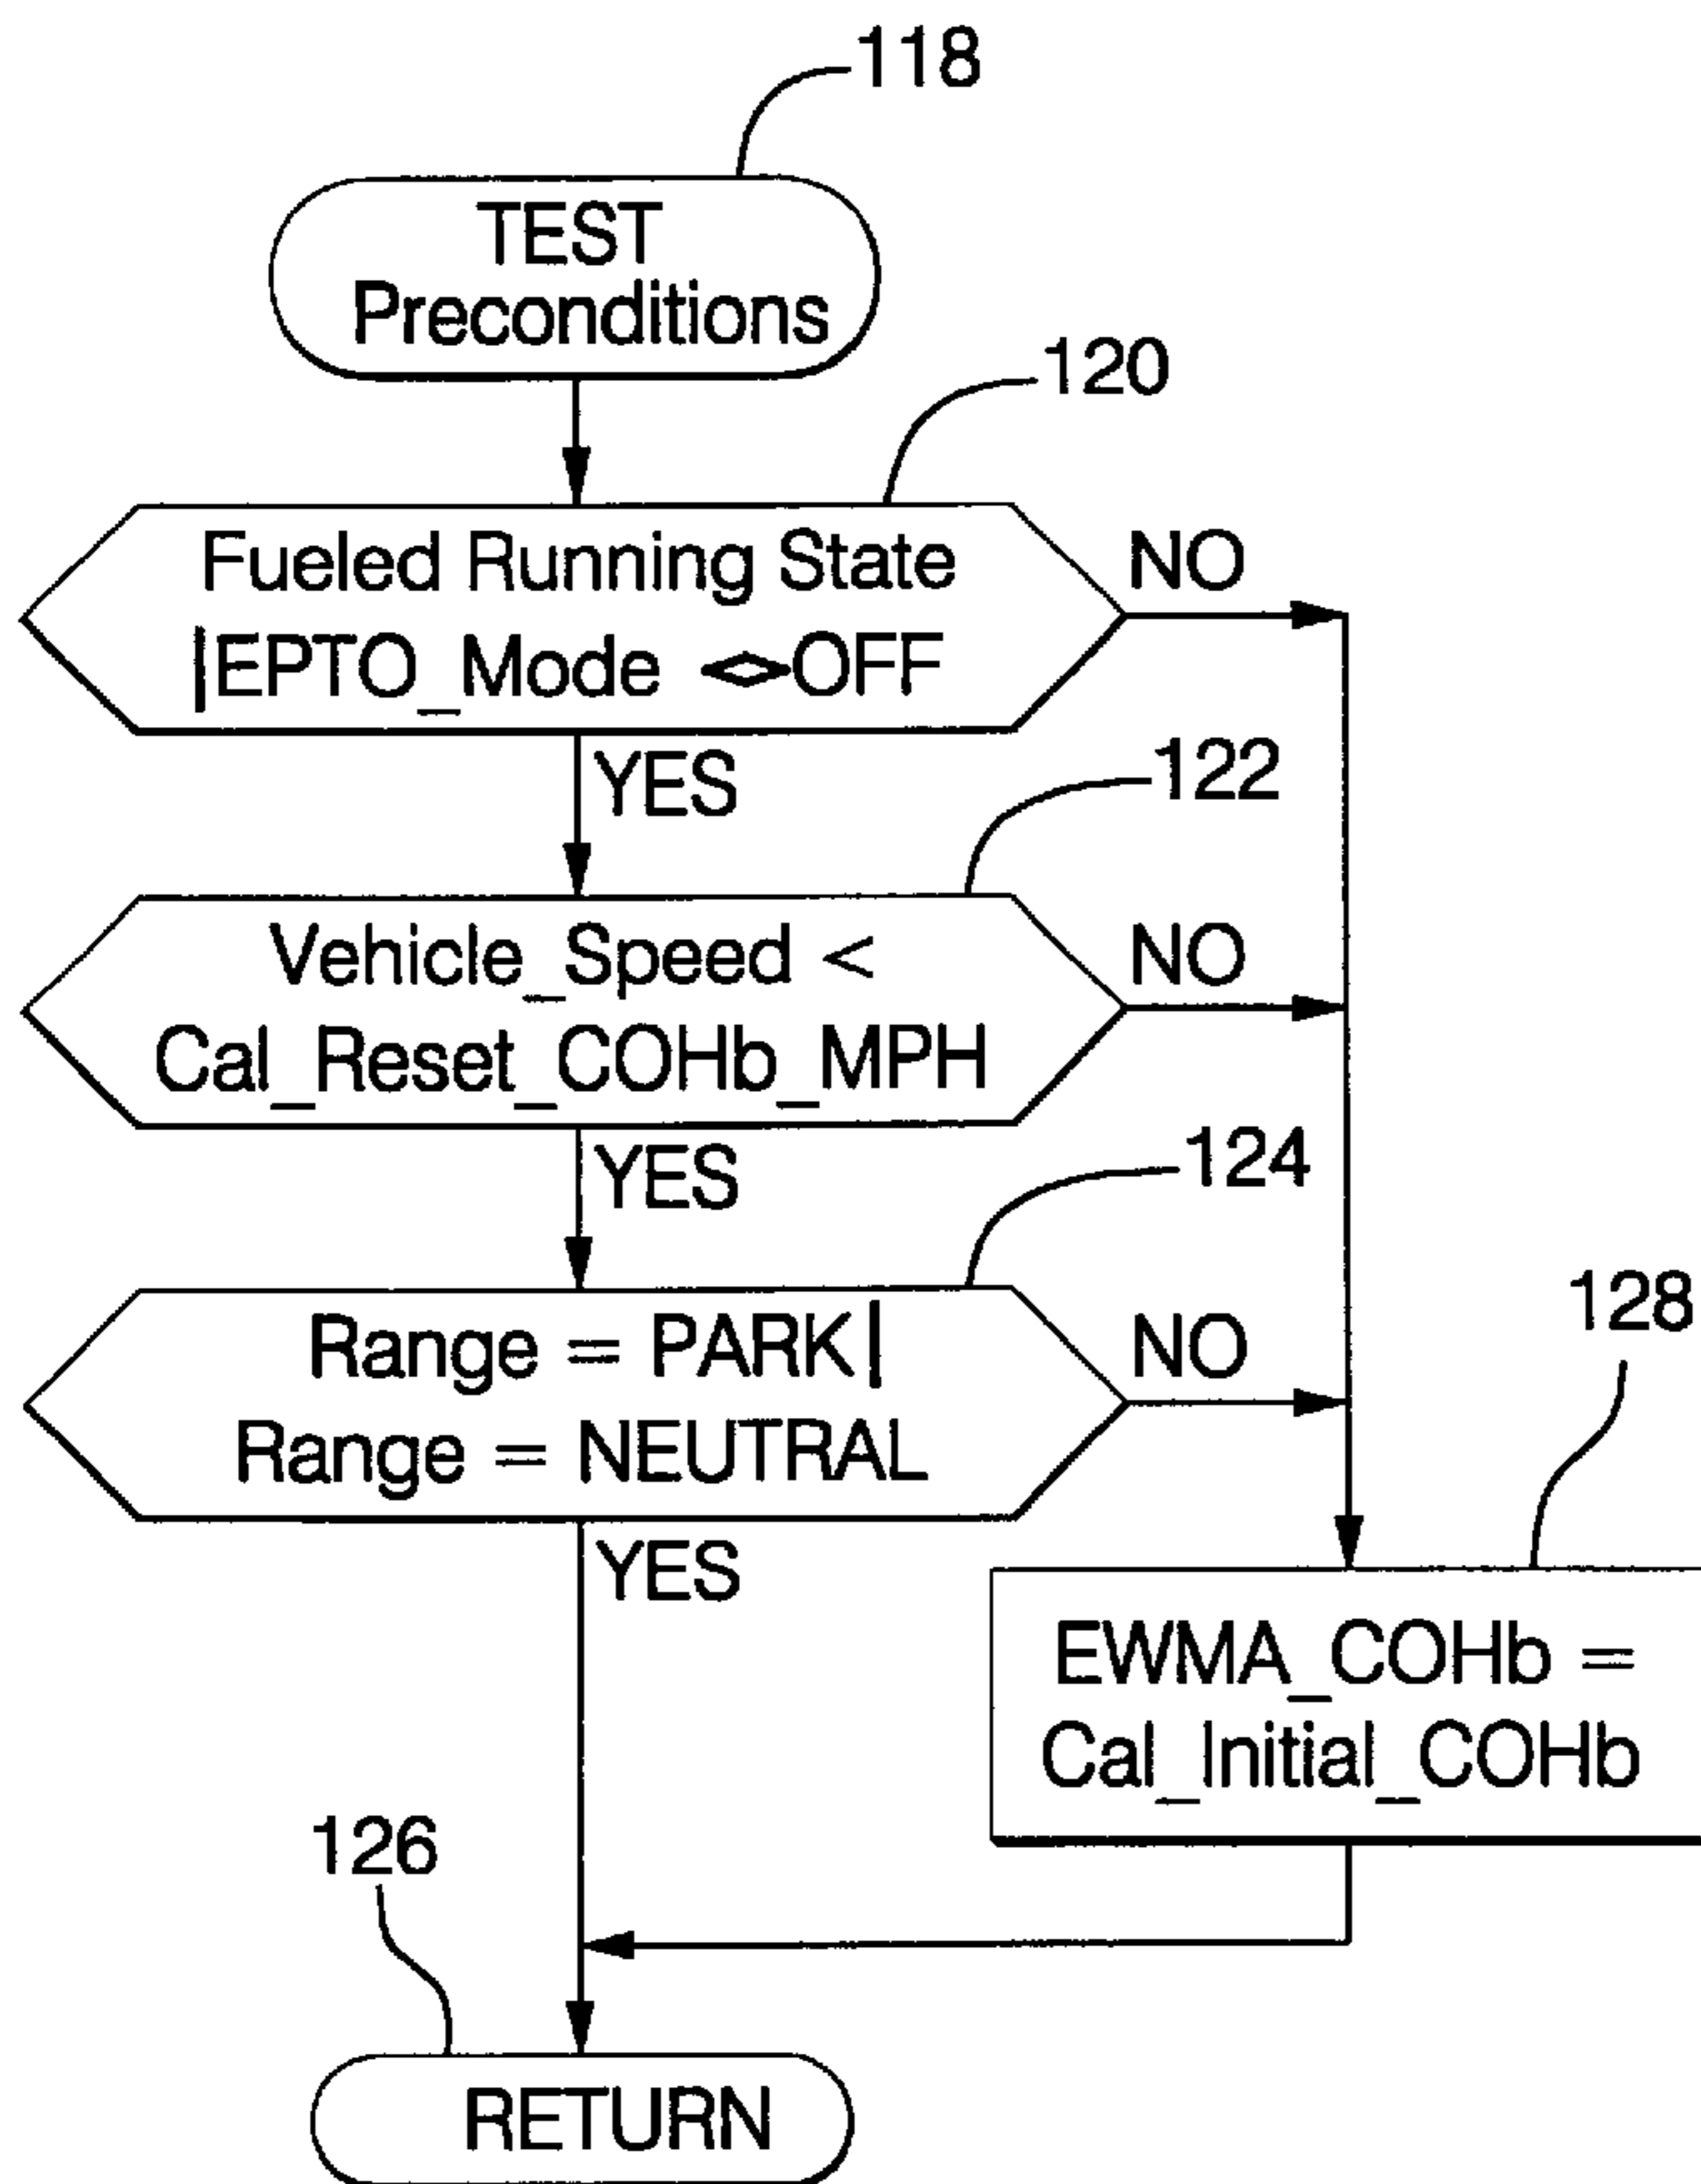 118
TEST
Preconditions
120
Fueled Running State
|EPTO_Mode <>OFF
NO
YES
122
Vehicle_Speed <
Cal_Reset_COHb_MPH
NO
YES
124
Range = PARK|
Range = NEUTRAL
NO
YES
128
EWMA_COHb =
Cal_Initial_COHb
126
RETURN